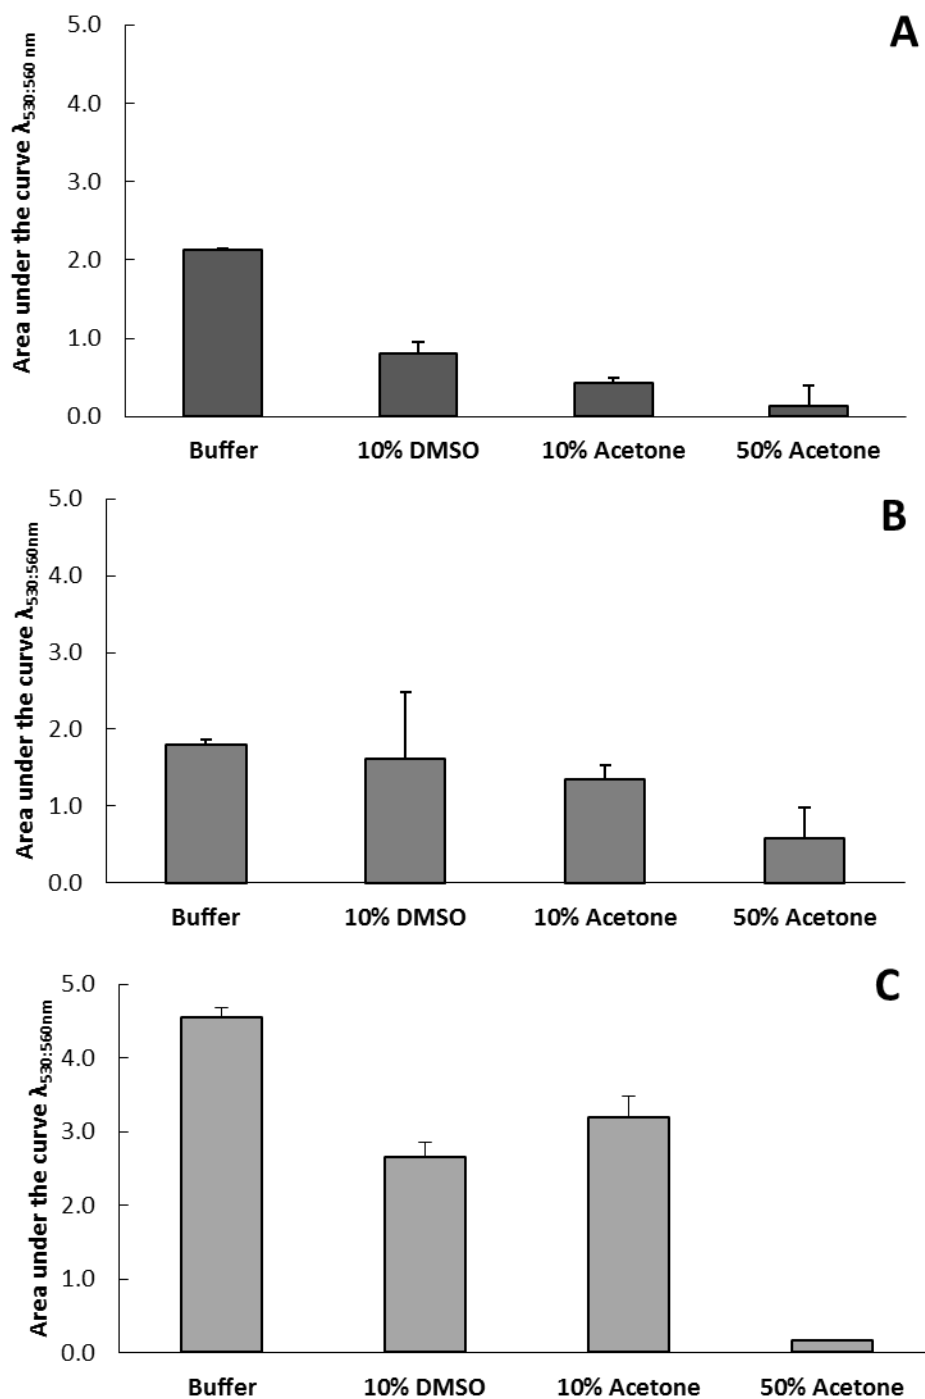 A
Area under the curve λ530:560 nm
5.0
4.0
3.0
2.0
1.0
0.0
Buffer 10% DMSO 10% Acetone 50% Acetone
B
Area under the curve λ530:560nm
5.0
4.0
3.0
2.0
1.0
0.0
Buffer 10% DMSO 10% Acetone 50% Acetone
C
Area under the curve λ530:560nm
5.0
4.0
3.0
2.0
1.0
0.0
Buffer 10% DMSO 10% Acetone 50% Acetone